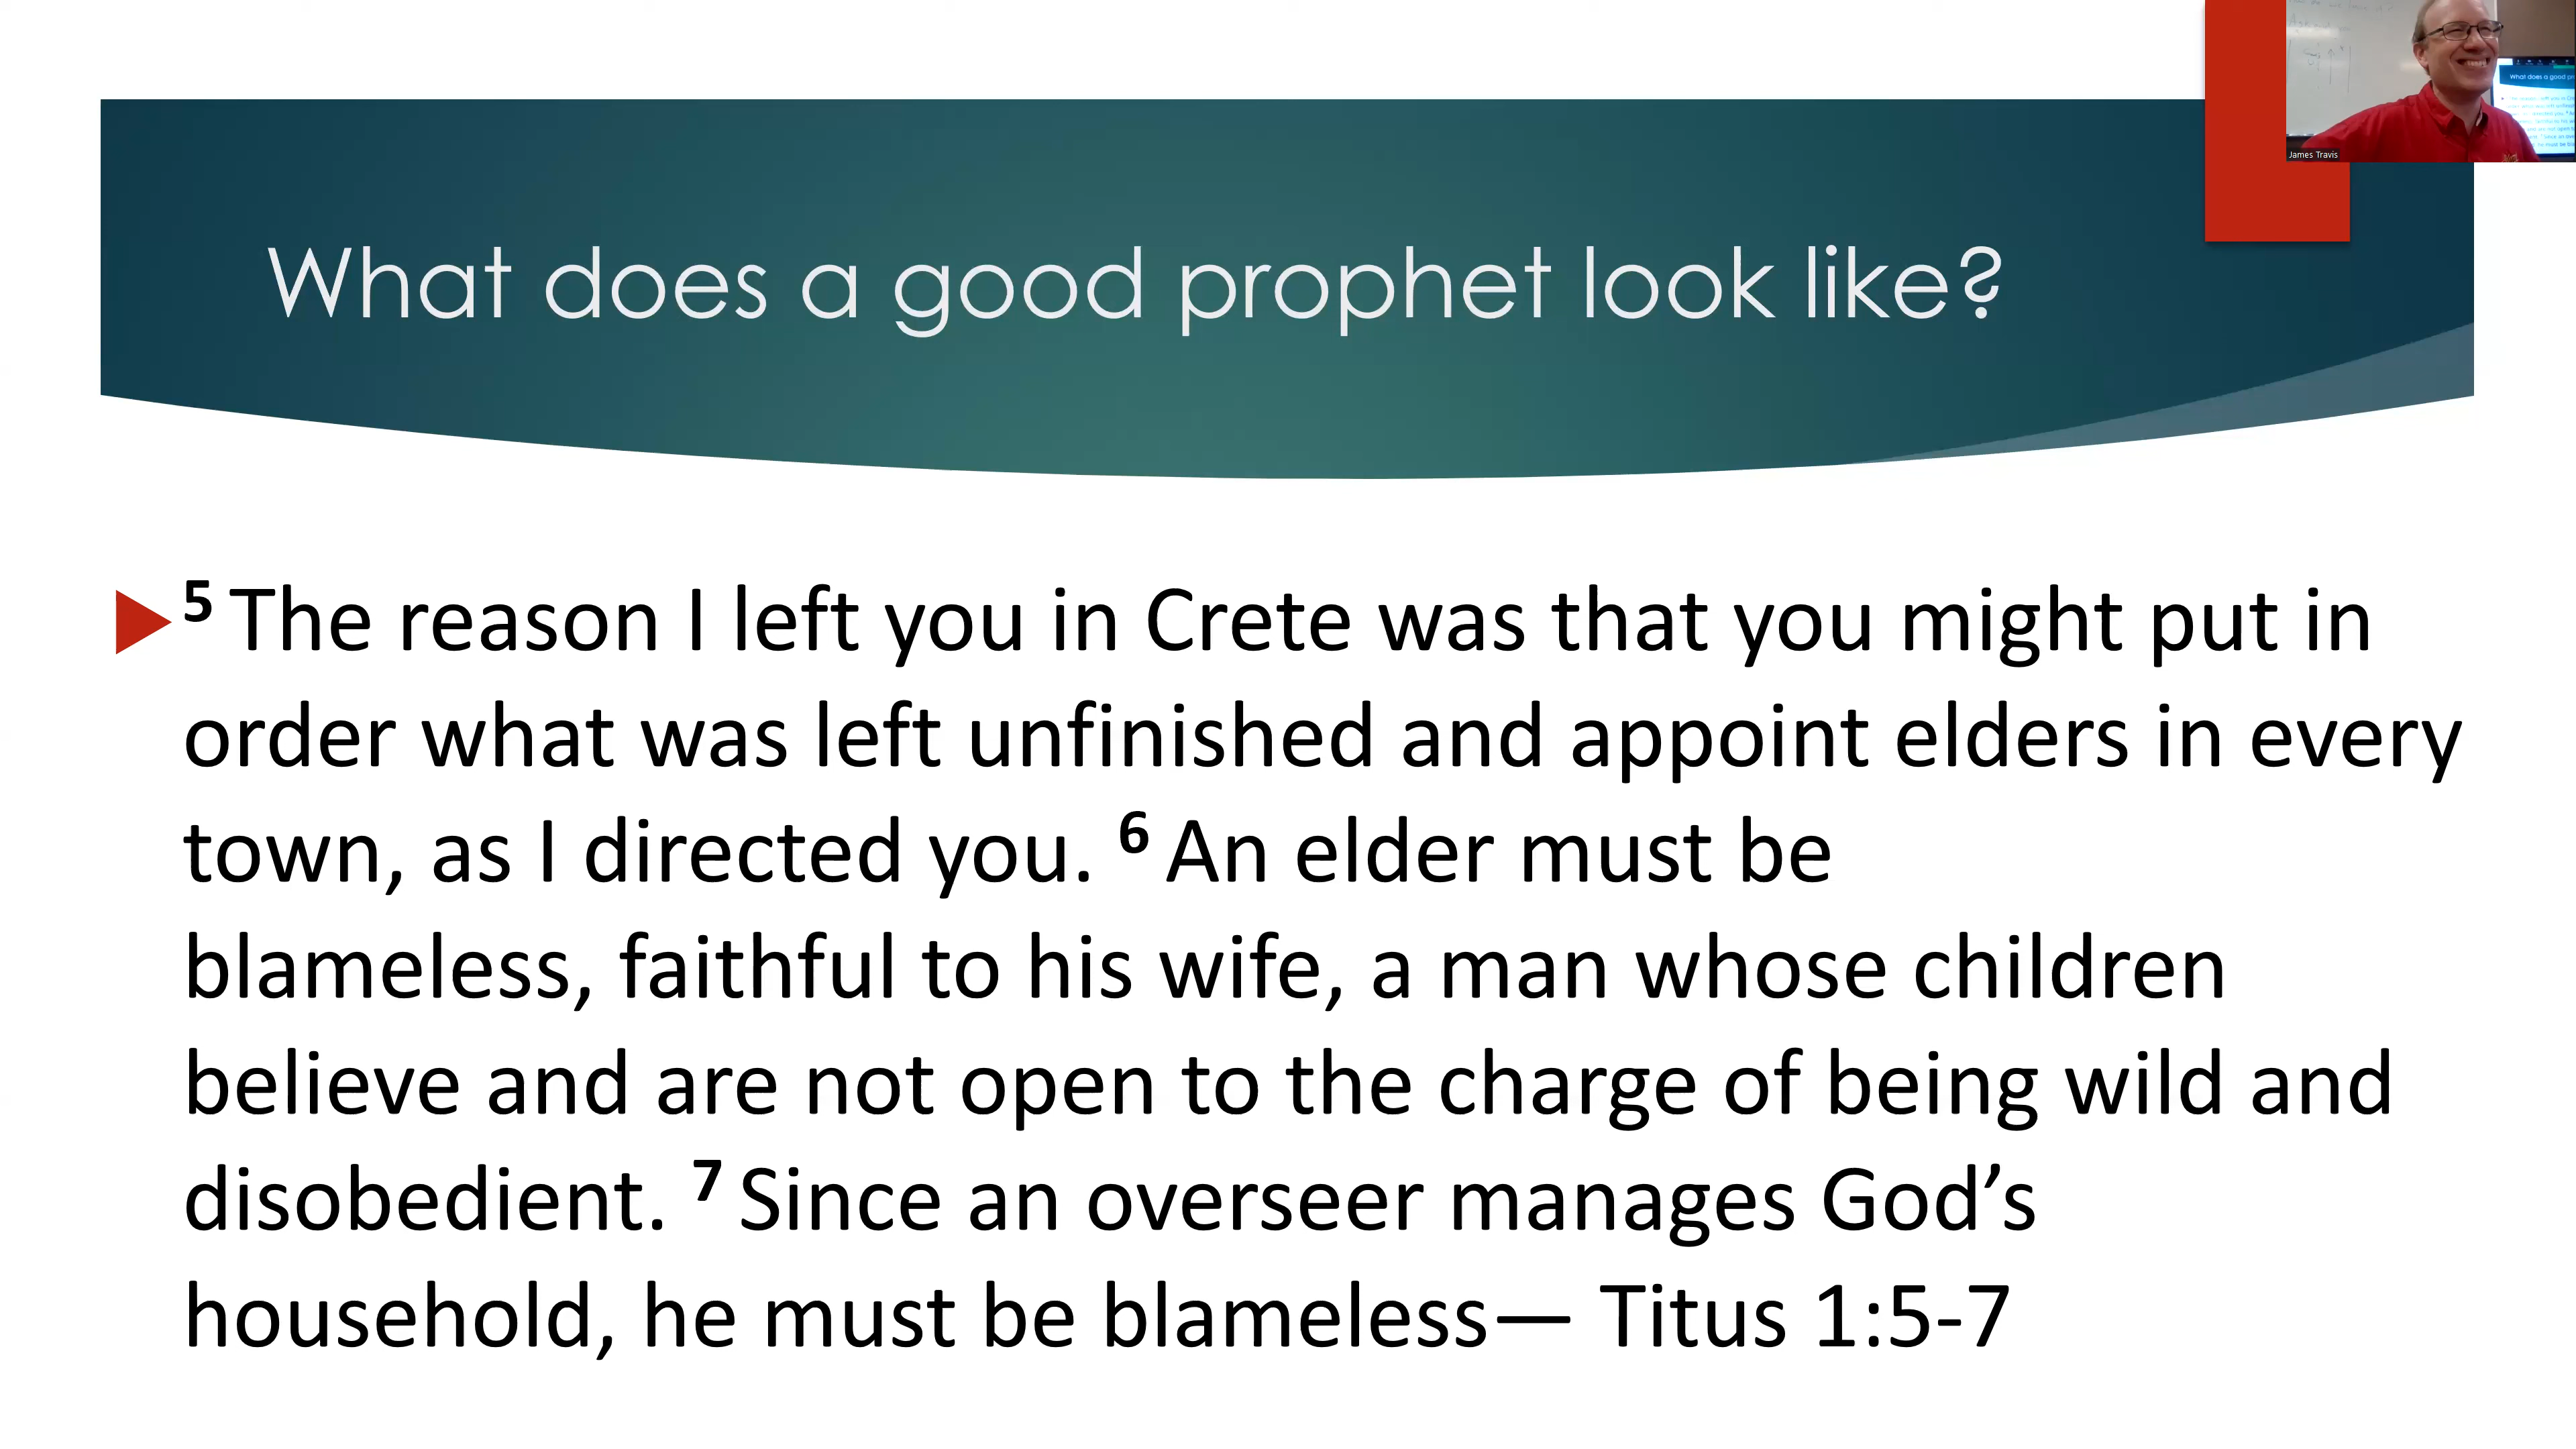 What does a good prophet look like?
James Travis
5 The reason I left you in Crete was that you might put in
order what was left unfinished and appoint elders in every
town, as I directed you. 6 An elder must be
blameless, faithful to his wife, a man whose children
believe and are not open to the charge of being wild and
disobedient. 7 Since an overseer manages God’s
household, he must be blameless— Titus 1:5-7